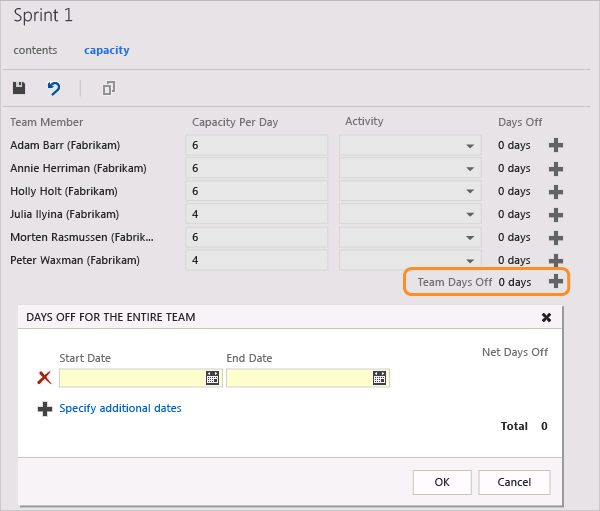 Sprint 1
contents capacity
Team Member Capacity Per Day Activity Days Off
Adam Barr (Fabrikam) 6 0 days
Annie Herriman (Fabrikam) 6 0 days
Holly Holt (Fabrikam) 6 0 days
Julia Ilyina (Fabrikam) 4 0 days
Morten Rasmussen (Fabrik... 6 0 days
Peter Waxman (Fabrikam) 4 0 days
Team Days Off 0 days
DAYS OFF FOR THE ENTIRE TEAM
Start Date End Date Net Days Off
Specify additional dates
Total 0
OK Cancel